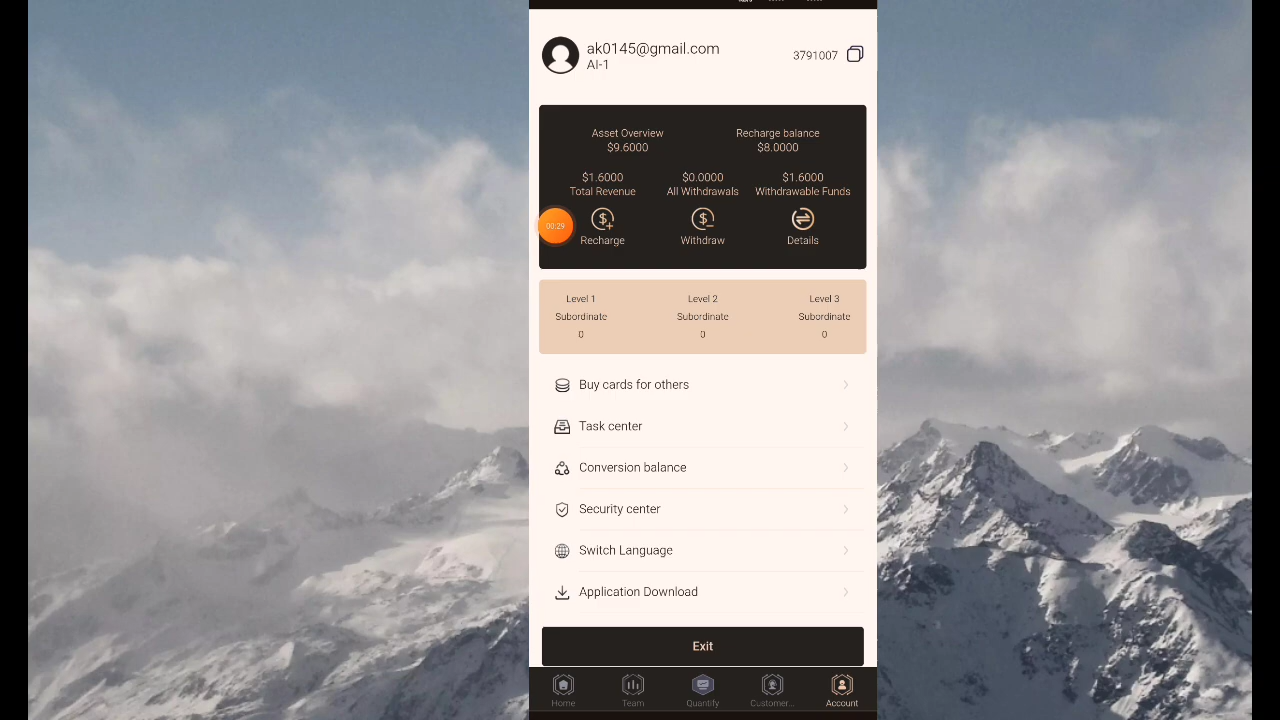 ak0145@gmail.com
AI-1
3791007
Asset Overview
$9.6000
Recharge balance
$8.0000
$1.6000
Total Revenue
$0.0000
All Withdrawals
$1.6000
Withdrawable Funds
00:29
Recharge
Withdraw
Details
Level 1
Subordinate
0
Level 2
Subordinate
0
Level 3
Subordinate
0
Buy cards for others
Task center
Conversion balance
Security center
Switch Language
Application Download
Exit
Home
Team
Quantify
Customer...
Account